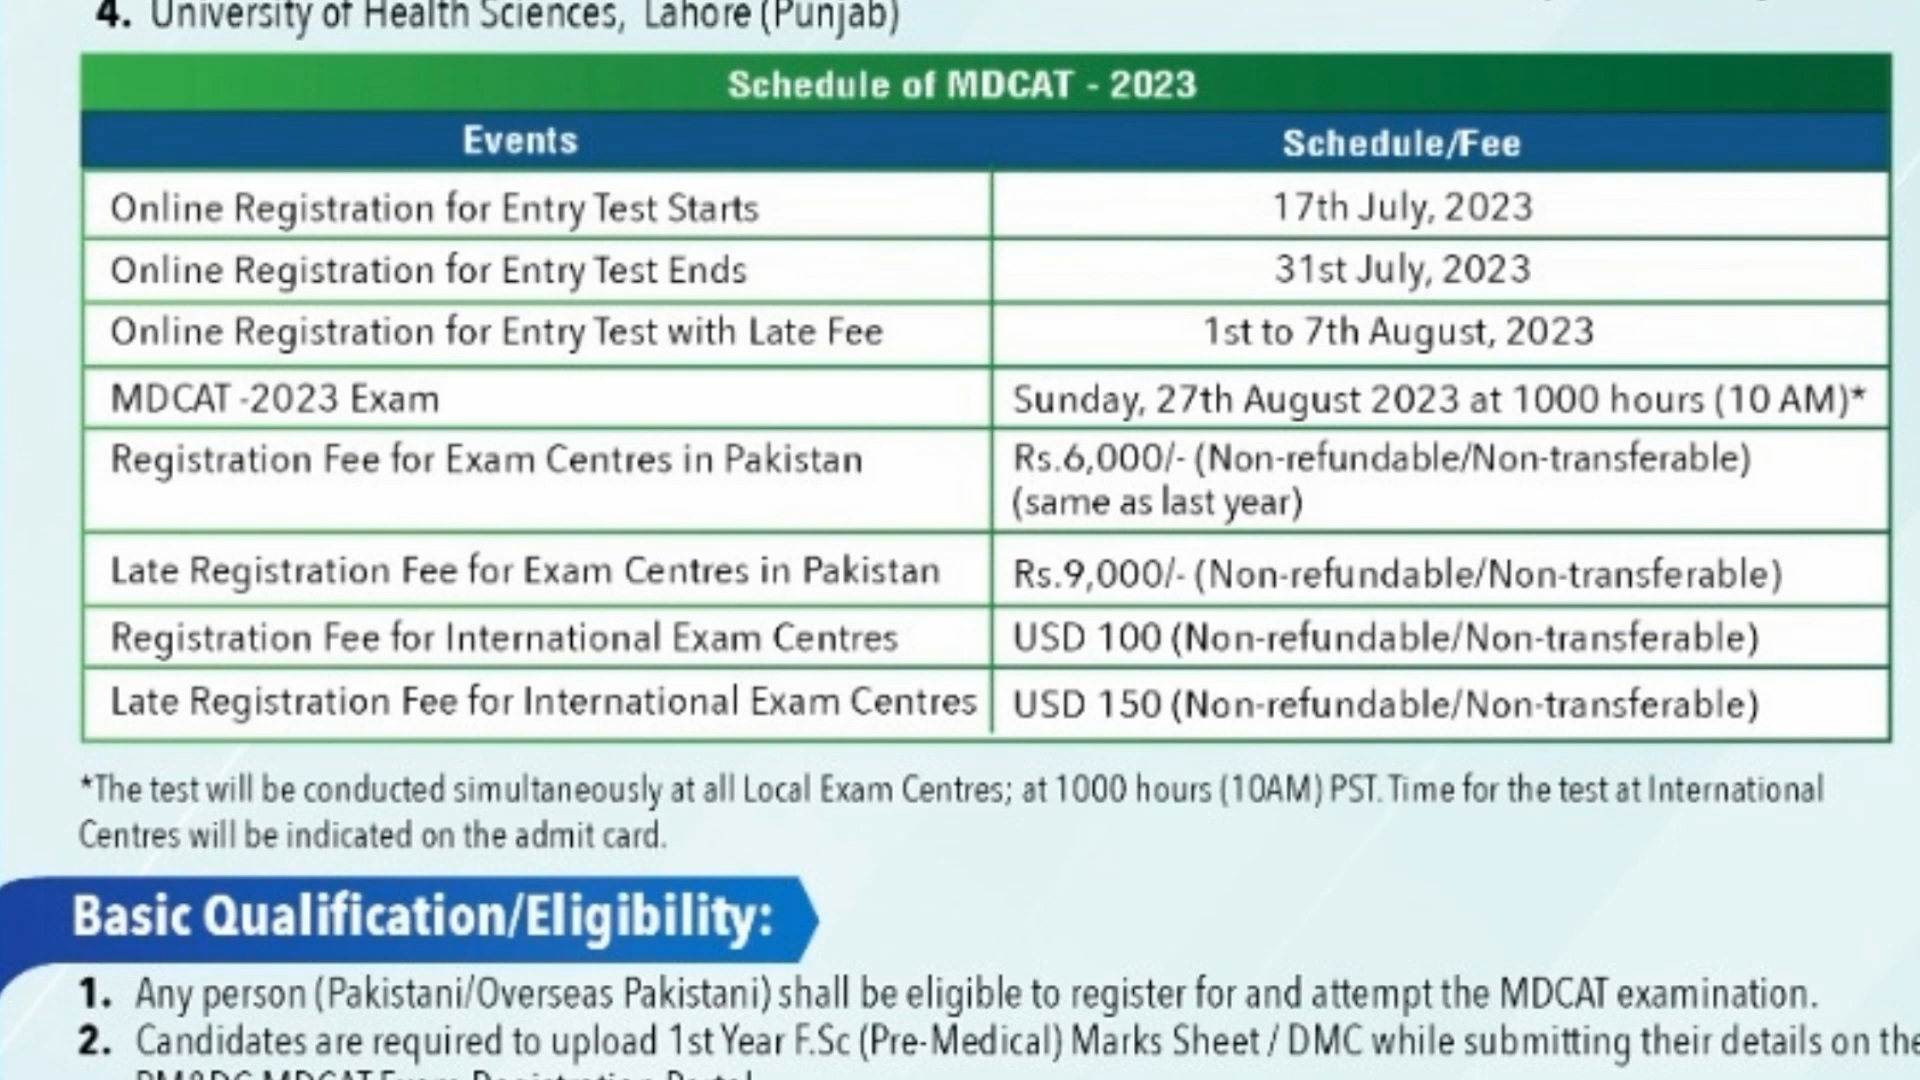 4. University of Health Sciences, Lahore (Punjab)
Schedule of MDCAT - 2023
Events Schedule/Fee
Online Registration for Entry Test Starts 17th July, 2023
Online Registration for Entry Test Ends 31st July, 2023
Online Registration for Entry Test with Late Fee 1st to 7th August, 2023
MDCAT -2023 Exam Sunday, 27th August 2023 at 1000 hours (10 AM)*
Registration Fee for Exam Centres in Pakistan Rs.6,000/- (Non-refundable/Non-transferable)
(same as last year)
Late Registration Fee for Exam Centres in Pakistan Rs.9,000/- (Non-refundable/Non-transferable)
Registration Fee for International Exam Centres USD 100 (Non-refundable/Non-transferable)
Late Registration Fee for International Exam Centres USD 150 (Non-refundable/Non-transferable)
*The test will be conducted simultaneously at all Local Exam Centres; at 1000 hours (10AM) PST. Time for the test at International
Centres will be indicated on the admit card.
Basic Qualification/Eligibility:
1. Any person (Pakistani/Overseas Pakistani) shall be eligible to register for and attempt the MDCAT examination.
2. Candidates are required to upload 1st Year F.Sc (Pre-Medical) Marks Sheet / DMC while submitting their details on the
PM&DC MDCAT Exam Registration Portal